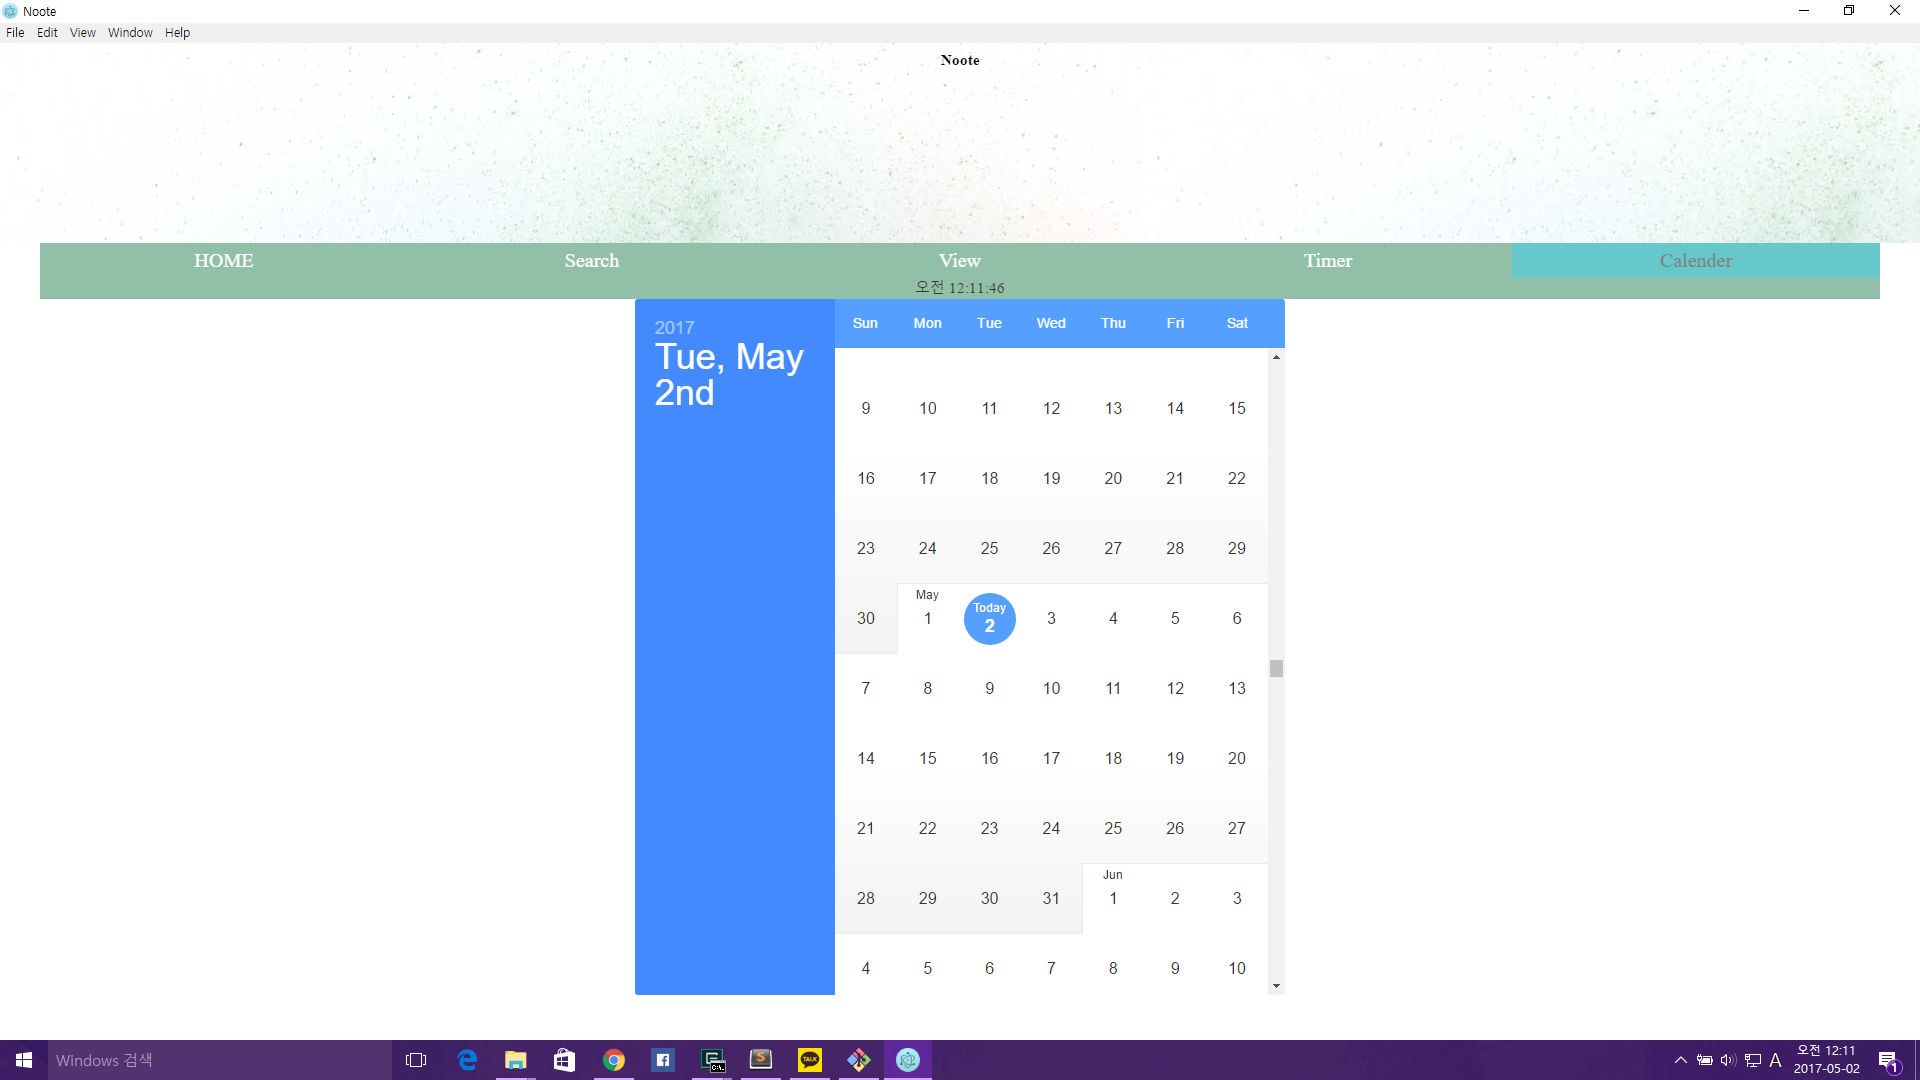 Noote
File Edit View Window Help
Noote
HOME Search View Timer Calender
오전 12:11:46
2017
Tue, May
2nd
Sun Mon Tue Wed Thu Fri Sat
9 10 11 12 13 14 15
16 17 18 19 20 21 22
23 24 25 26 27 28 29
May Today
30 1 2 3 4 5 6
7 8 9 10 11 12 13
14 15 16 17 18 19 20
21 22 23 24 25 26 27
Jun
28 29 30 31 1 2 3
4 5 6 7 8 9 10
Windows 검색
TALK
C:\.
A
오전 12:11
2017-05-02
1